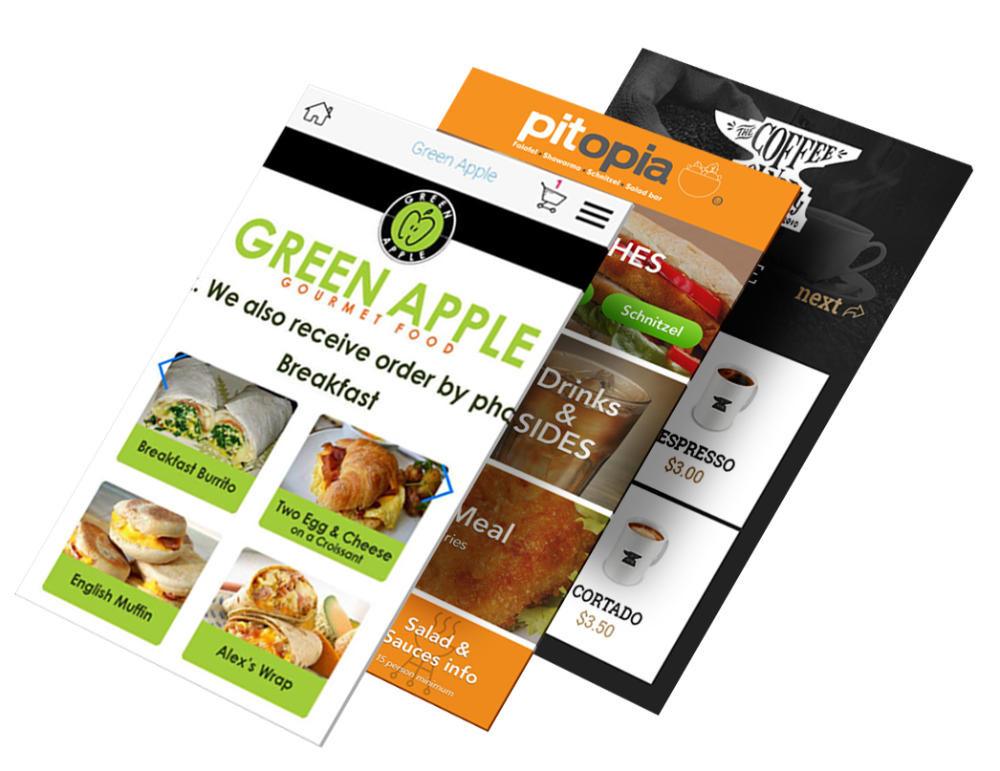 Green Apple
1
GREEN
APPLE
GREEN APPLE
GOURMET FOOD
. We also receive order by pho
Breakfast
Breakfast Burrito
Two Egg & Cheese
on a Croissant
English Muffin
Alex's Wrap
pitopia
Falafel • Shawarma • Schnitzel • Salad bar
HES
Schnitzel
Drinks
&
SIDES
Meal
ries
Salad &
Sauces info
15 person minimum
THE COFFEE
E
next
ESPRESSO
$3.00
CORTADO
$3.50